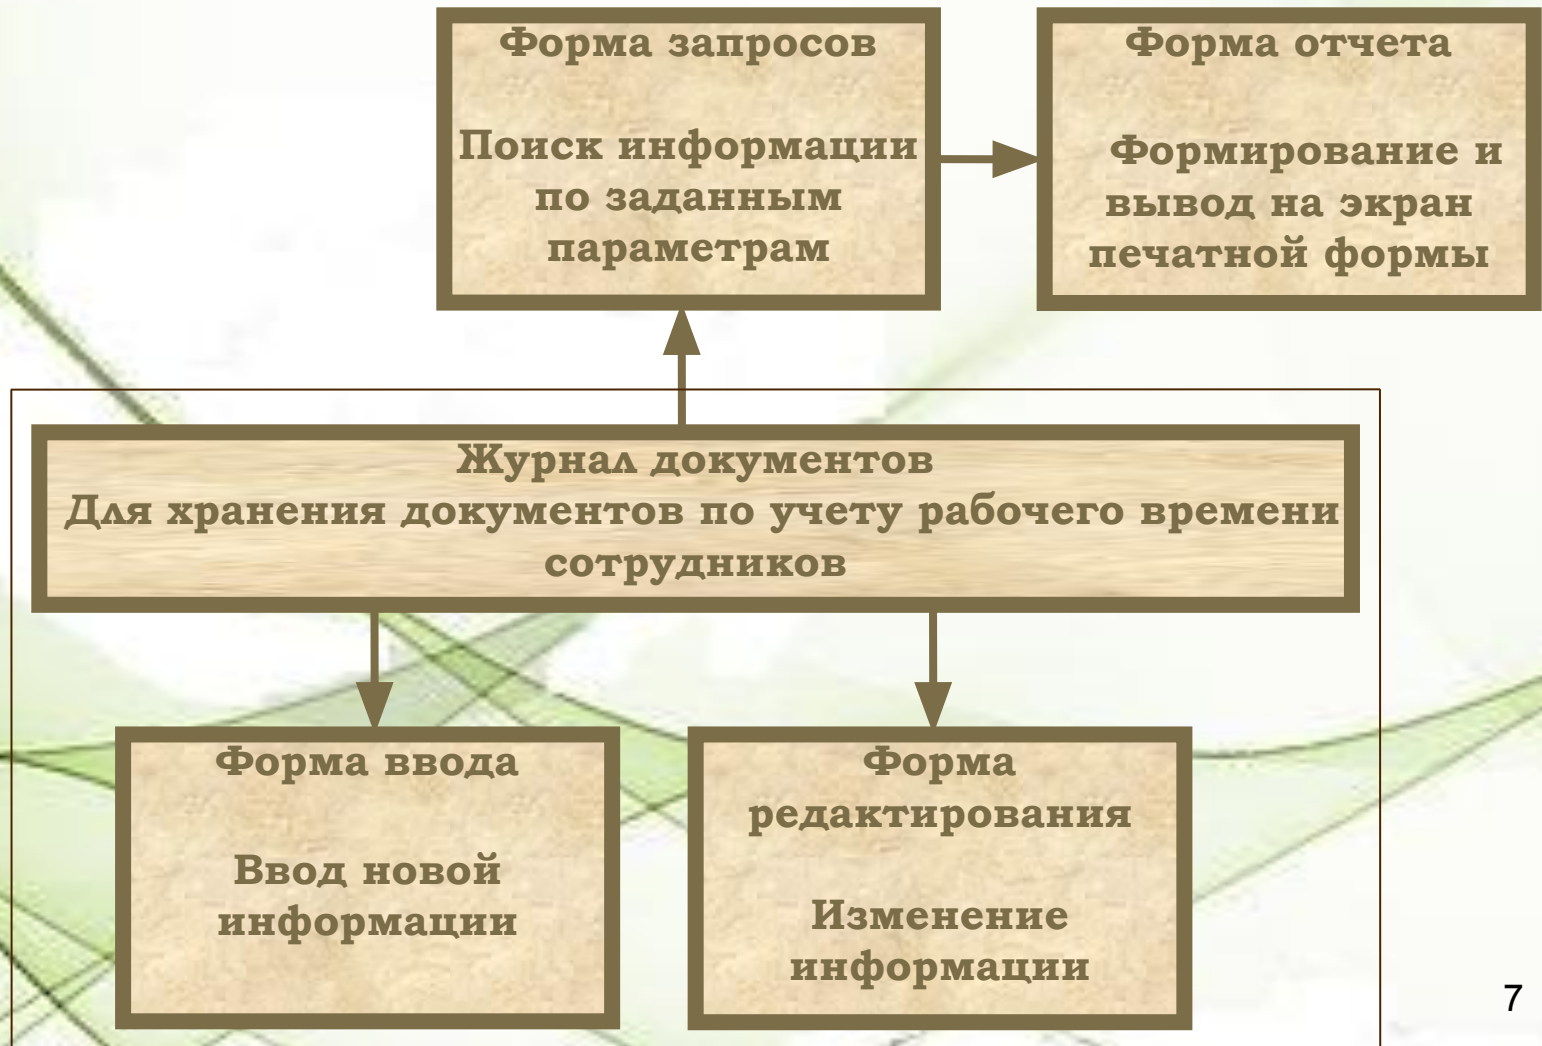 Форма запросов
Поиск информации
по заданным
параметрам
Форма отчета
Формирование и
вывод на экран
печатной формы
Журнал документов
Для хранения документов по учету рабочего времени
сотрудников
Форма ввода
Ввод новой
информации
Форма
редактирования
Изменение
информации
7